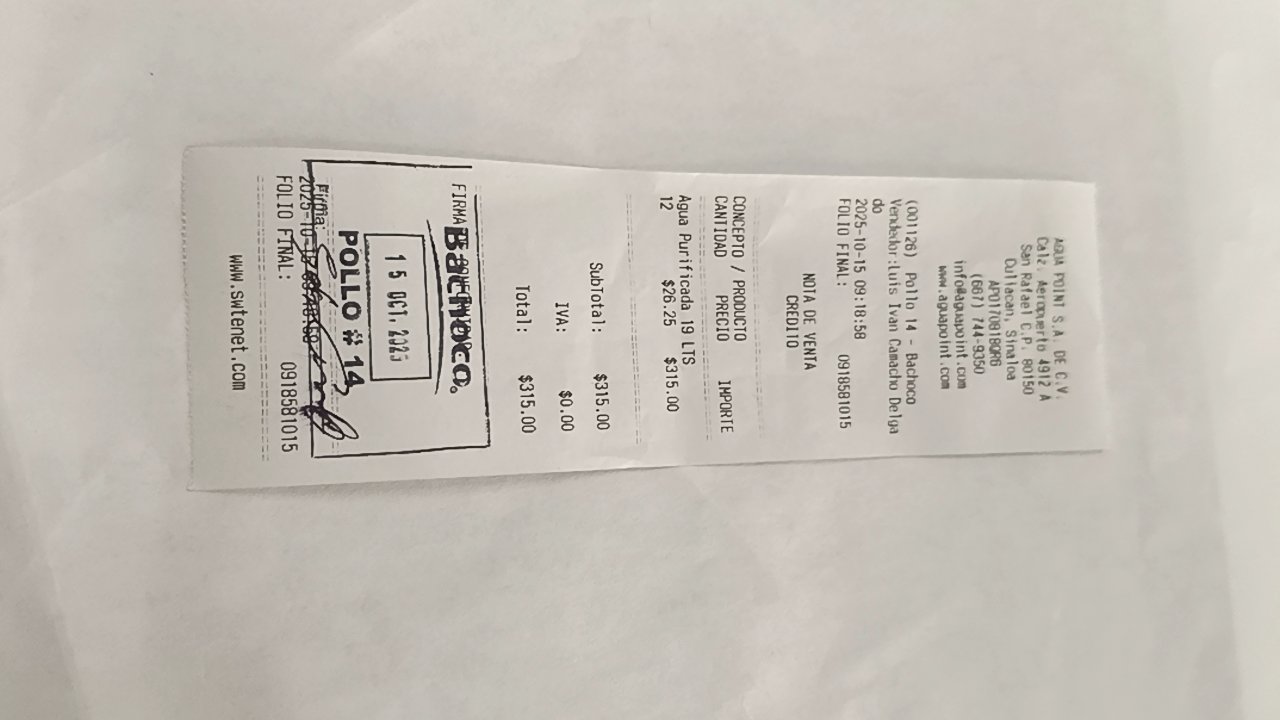 AGUA POINT S.A. DE C.V.
Calz. Aeropuerto 4912 A
San Rafael C.P. 80150
Culiacan, Sinaloa
APO170818QR6
(667) 744-9350
info@aguapoint.com
www.aguapoint.com
(001126) Pollo 14 - Bachoco
Vendedor:Luis Ivan Camacho Delga
do
2025-10-15 09:18:58
FOLIO FINAL: 0918581015
NOTA DE VENTA
CREDITO
CONCEPTO / PRODUCTO
CANTIDAD PRECIO IMPORTE
Agua Purificada 19 LTS
12 $26.25 $315.00
SubTotal: $315.00
IVA: $0.00
Total: $315.00
FIRMA
Bachoco.
15 OCT. 2025
POLLO # 14
Firma:
FOLIO FINAL: 0918581015
www.swtenet.com